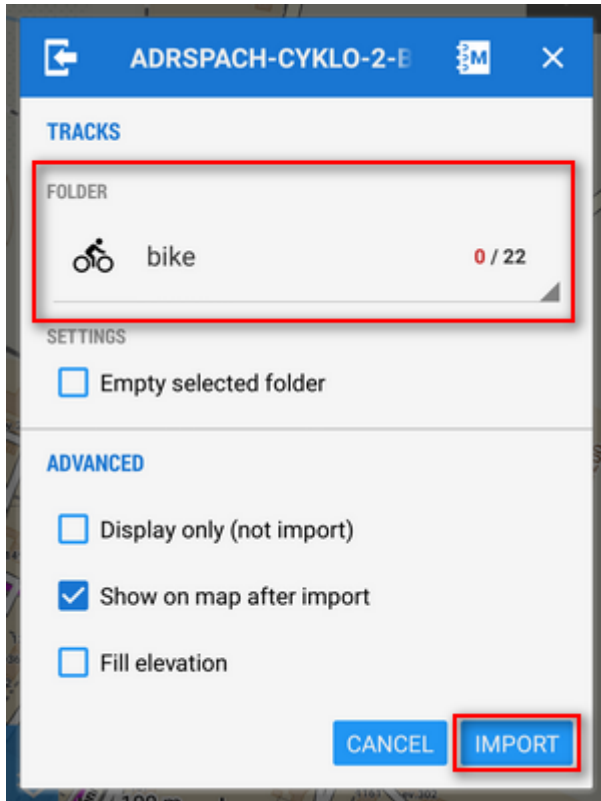 ADRSPACH-CYKLO-2-B
M
TRACKS
FOLDER
bike 0 / 22
SETTINGS
Empty selected folder
ADVANCED
Display only (not import)
Show on map after import
Fill elevation
CANCEL IMPORT
100 m